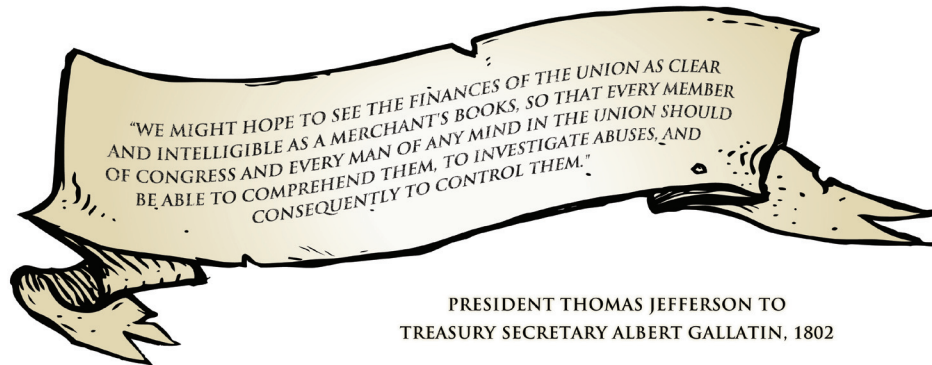 "WE MIGHT HOPE TO SEE THE FINANCES OF THE UNION AS CLEAR
AND INTELLIGIBLE AS A MERCHANT'S BOOKS, SO THAT EVERY MEMBER
OF CONGRESS AND EVERY MAN OF ANY MIND IN THE UNION SHOULD
BE ABLE TO COMPREHEND THEM, TO INVESTIGATE ABUSES, AND
CONSEQUENTLY TO CONTROL THEM."
PRESIDENT THOMAS JEFFERSON TO
TREASURY SECRETARY ALBERT GALLATIN, 1802